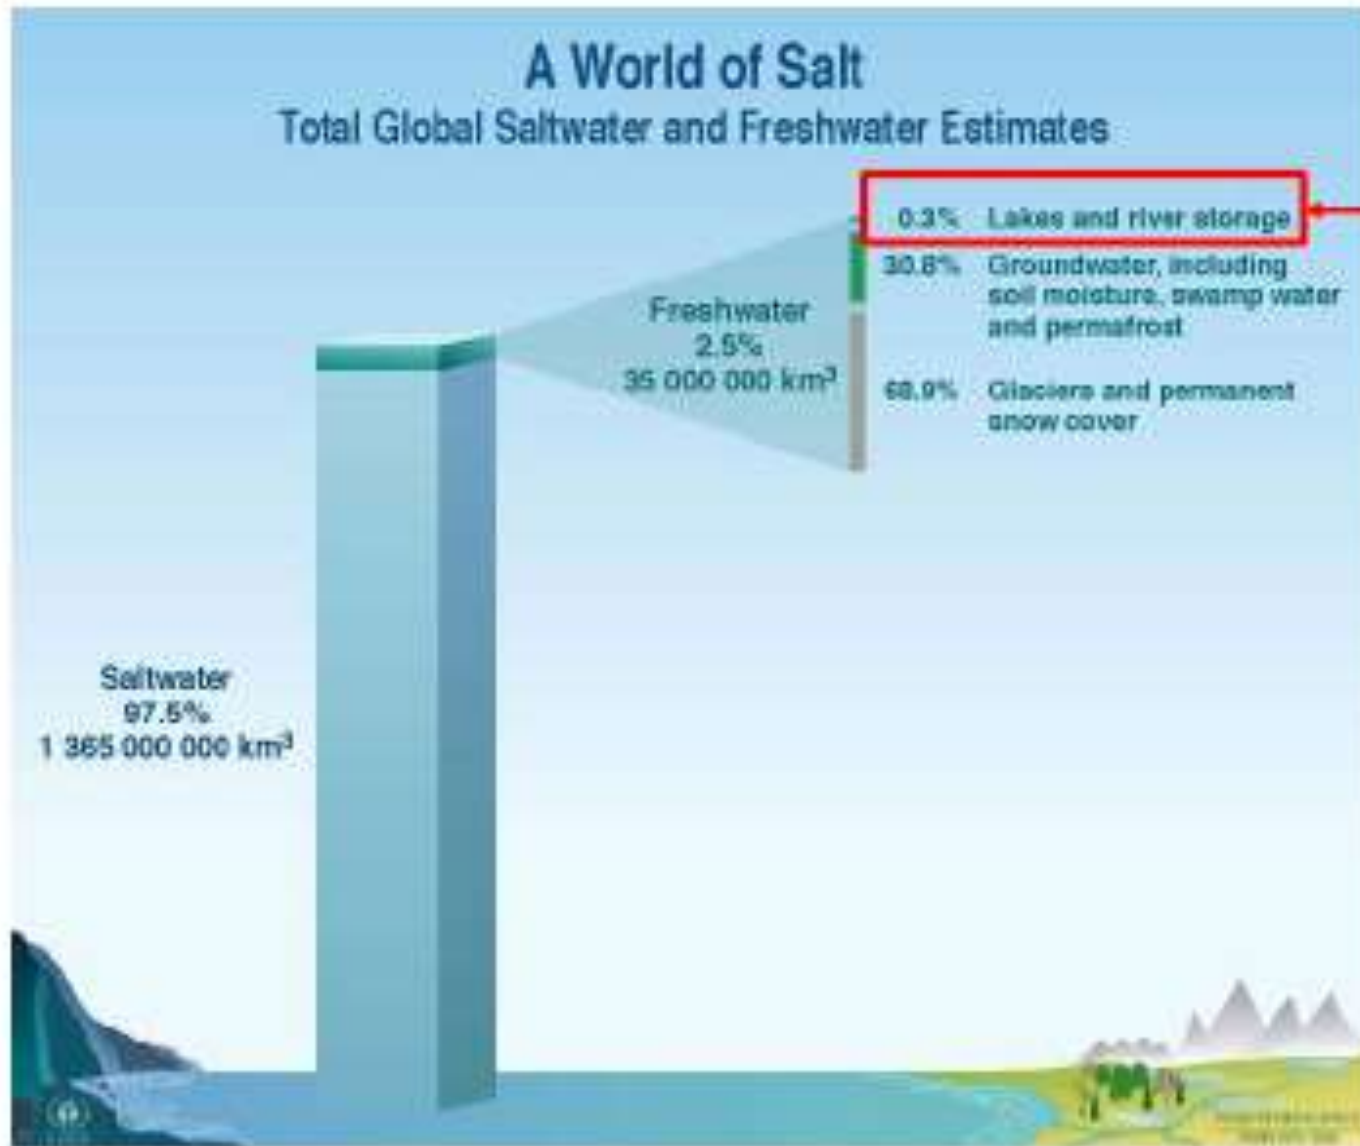 A World of Salt
Total Global Saltwater and Freshwater Estimates
0.3% Lakes and river storage
30.8% Groundwater, including
soil moisture, swamp water
and permafrost
Freshwater
2.5%
35 000 000 km³
68.9% Glaciers and permanent
snow cover
Saltwater
97.5%
1 365 000 000 km³